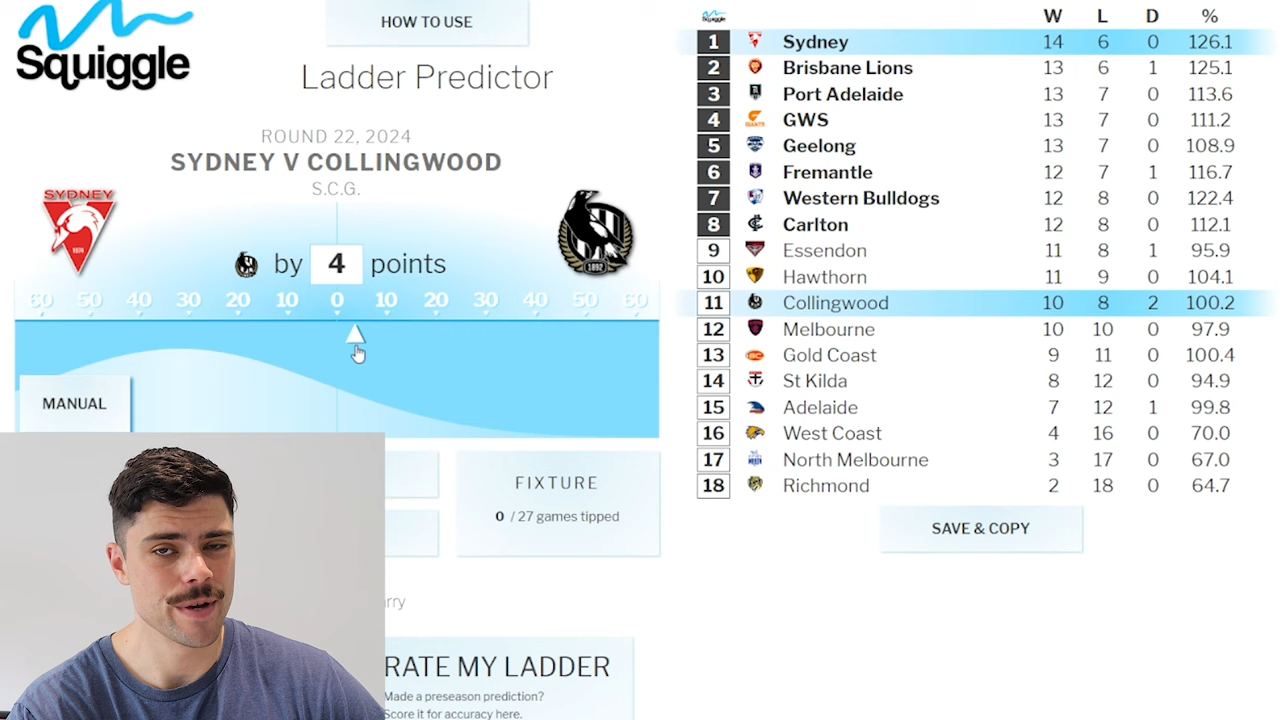 HOW TO USE
Squiggle
Ladder Predictor
ROUND 22, 2024
SYDNEY V COLLINGWOOD
S.C.G.
SYDNEY
by 4 points
1892
60 50 40 30 20 10 0 10 20 30 40 50 60
MANUAL
FIXTURE
0 / 27 games tipped
rry
RATE MY LADDER
Made a preseason prediction?
Score it for accuracy here.
Squiggle W L D %
1 Sydney 14 6 0 126.1
2 Brisbane Lions 13 6 1 125.1
3 Port Adelaide 13 7 0 113.6
4 GWS 13 7 0 111.2
5 Geelong 13 7 0 108.9
6 Fremantle 12 7 1 116.7
7 Western Bulldogs 12 8 0 122.4
8 Carlton 12 8 0 112.1
9 Essendon 11 8 1 95.9
10 Hawthorn 11 9 0 104.1
11 Collingwood 10 8 2 100.2
12 Melbourne 10 10 0 97.9
13 Gold Coast 9 11 0 100.4
14 St Kilda 8 12 0 94.9
15 Adelaide 7 12 1 99.8
16 West Coast 4 16 0 70.0
17 North Melbourne 3 17 0 67.0
18 Richmond 2 18 0 64.7
SAVE & COPY